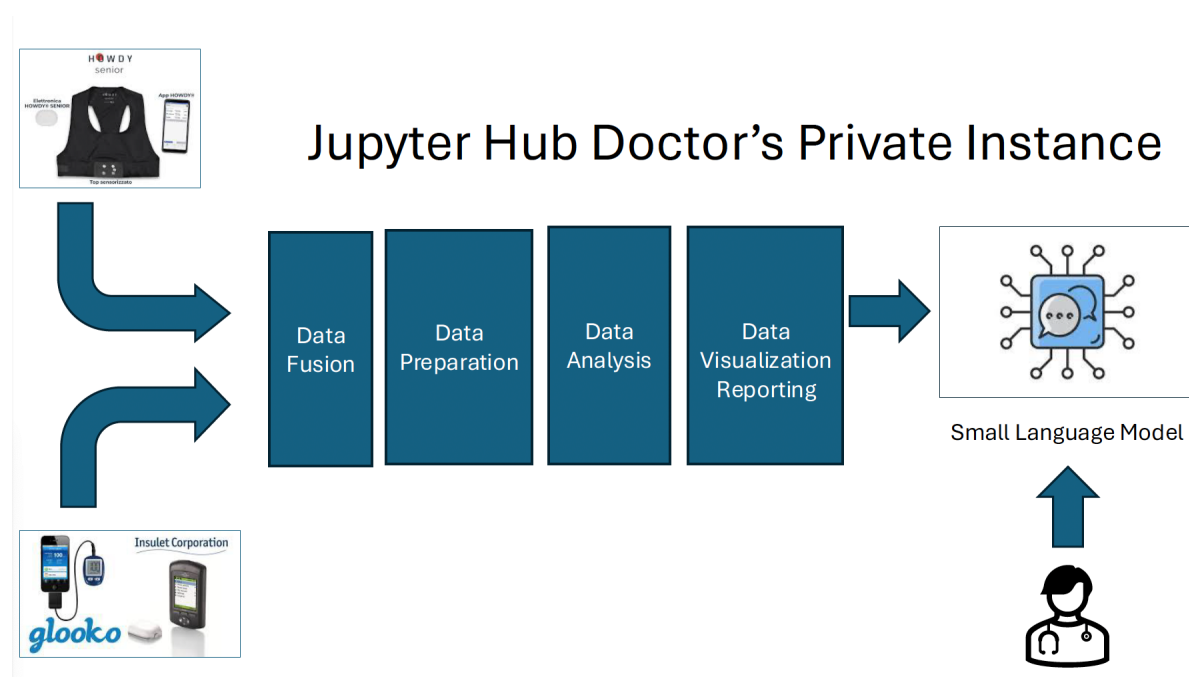 HOWDY
senior
Elettronica
HOWDY® SENIOR
App HOWDY®
Top sensorizzato
Jupyter Hub Doctor’s Private Instance
Data
Fusion
Data
Preparation
Data
Analysis
Data
Visualization
Reporting
Small Language Model
Insulet Corporation
glooko